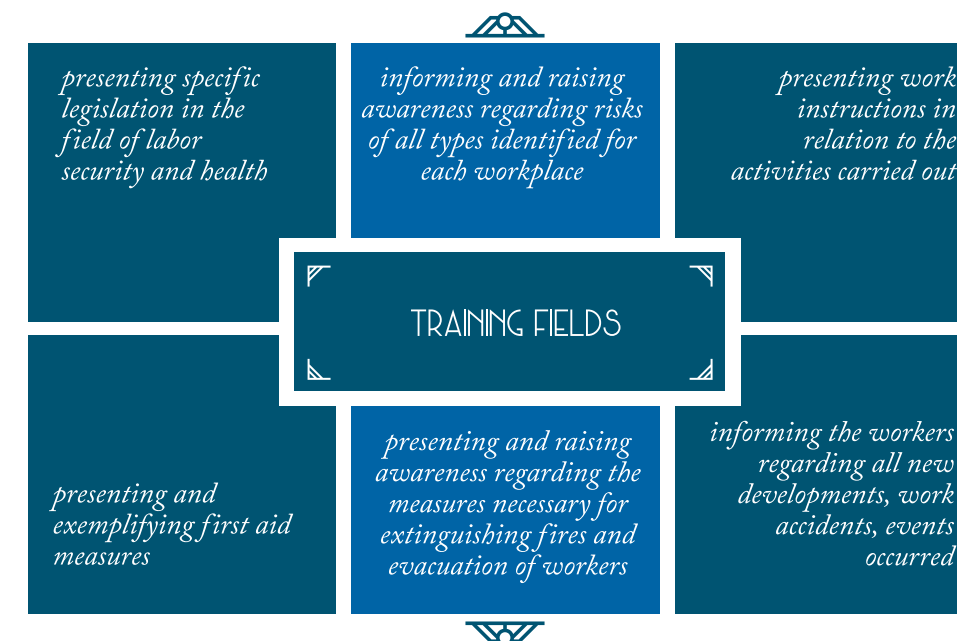 presenting specific
legislation in the
field of labor
security and health
informing and raising
awareness regarding risks
of all types identified for
each workplace
presenting work
instructions in
relation to the
activities carried out
TRAINING FIELDS
presenting and
exemplifying first aid
measures
presenting and raising
awareness regarding the
measures necessary for
extinguishing fires and
evacuation of workers
informing the workers
regarding all new
developments, work
accidents, events
occurred